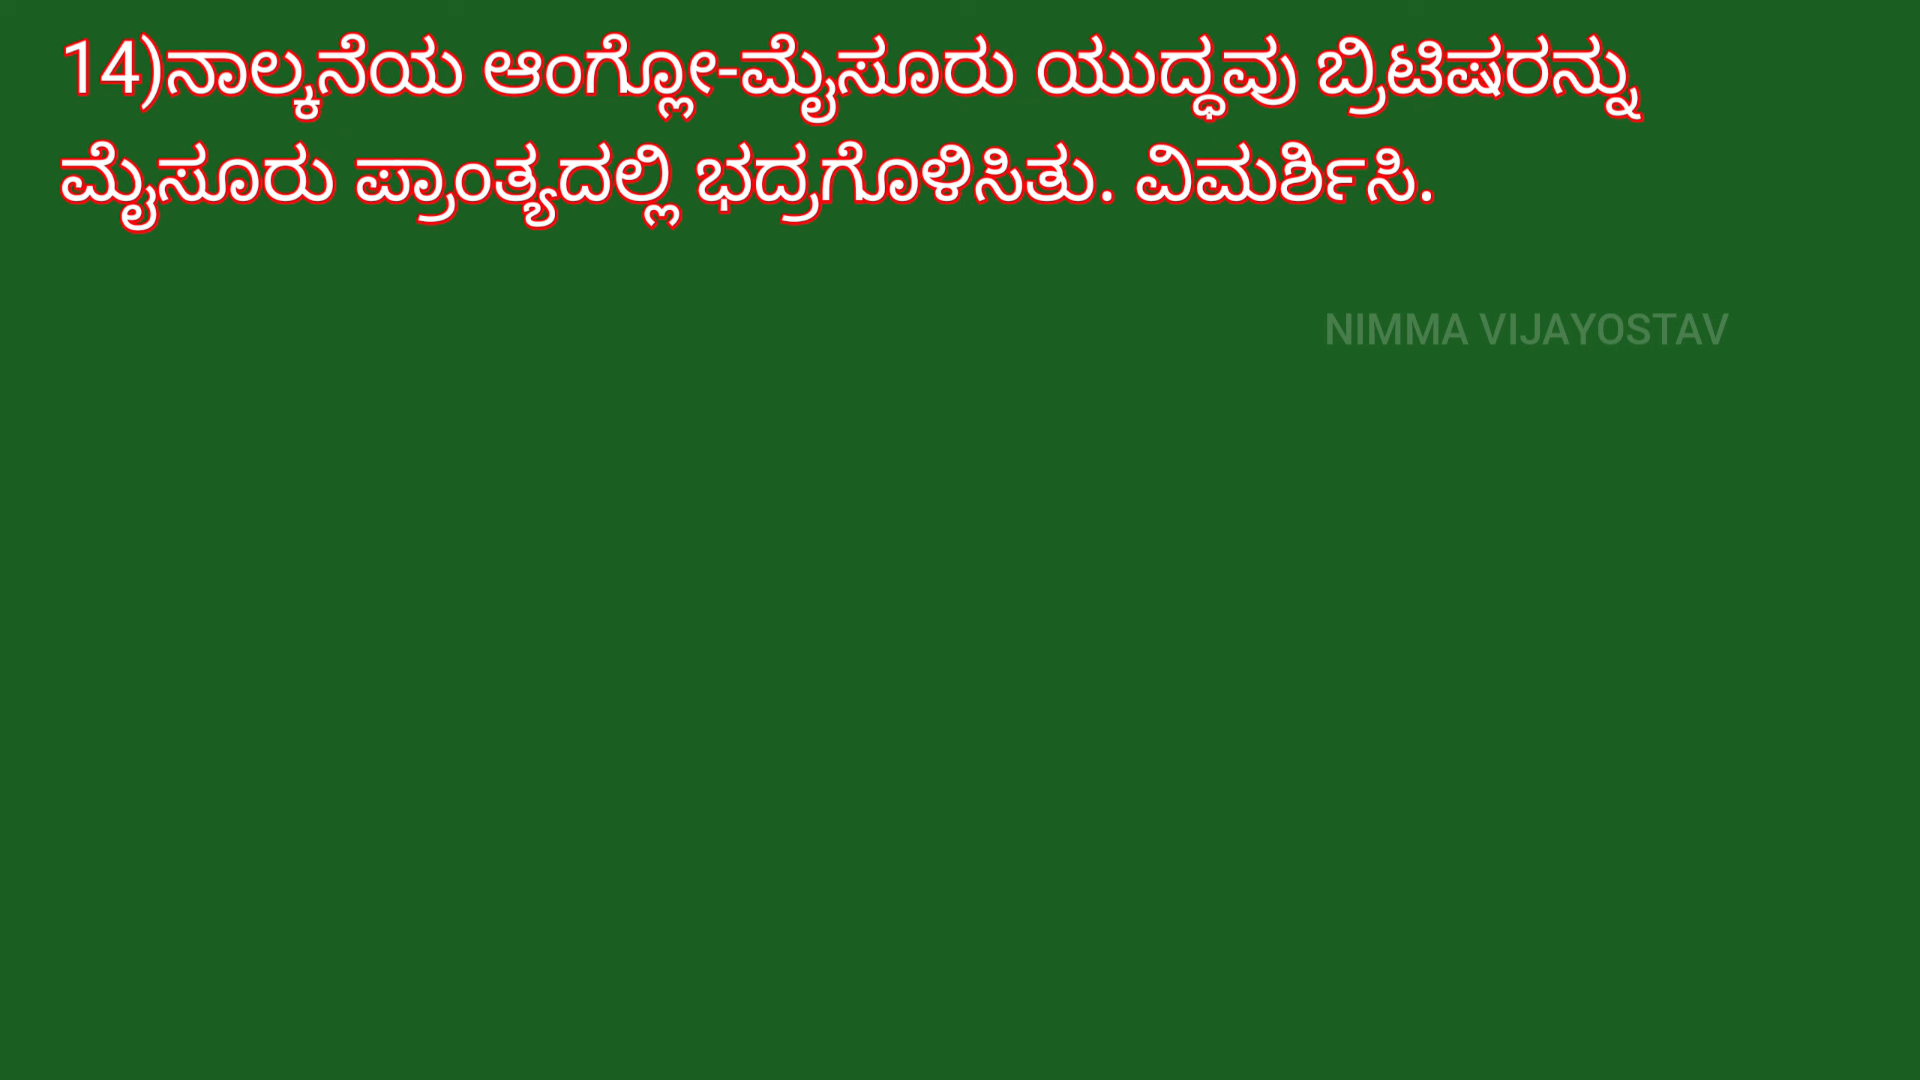 14)ನಾಲ್ಕನೆಯ ಆಂಗ್ಲೋ-ಮೈಸೂರು ಯುದ್ಧವು ಬ್ರಿಟಿಷರನ್ನು
ಮೈಸೂರು ಪ್ರಾಂತ್ಯದಲ್ಲಿ ಭದ್ರಗೊಳಿಸಿತು. ವಿಮರ್ಶಿಸಿ.
NIMMA VIJAYOSTAV